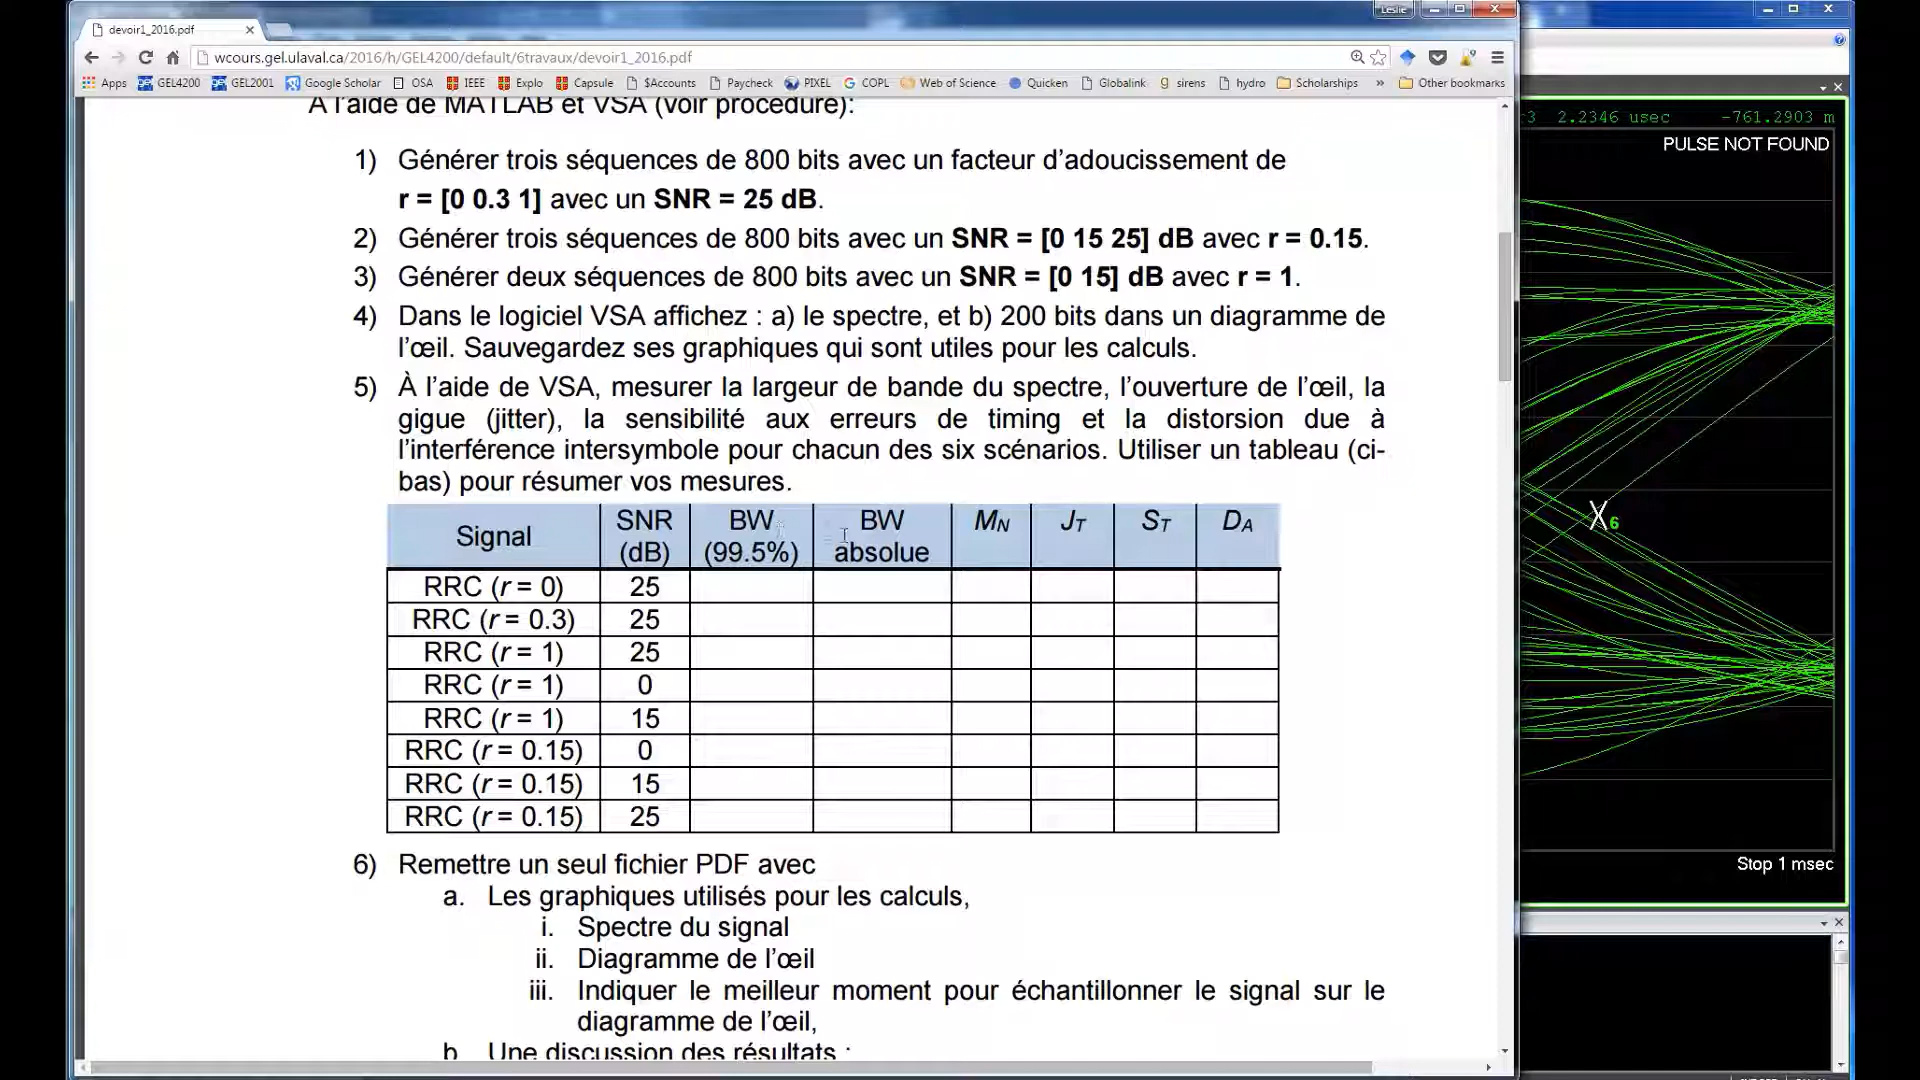 devoir1_2016.pdf
Leslie
wcours.gel.ulaval.ca/2016/h/GEL4200/default/6travaux/devoir1_2016.pdf
Apps GEL4200 GEL2001 Google Scholar OSA IEEE Explo Capsule $Accounts Paycheck PIXEL COPL Web of Science Quicken Globalink sirens hydro Scholarships » Other bookmarks
À l'aide de MATLAB et VSA (voir procédure):
1) Générer trois séquences de 800 bits avec un facteur d'adoucissement de
r = [0 0.3 1] avec un SNR = 25 dB.
2) Générer trois séquences de 800 bits avec un SNR = [0 15 25] dB avec r = 0.15.
3) Générer deux séquences de 800 bits avec un SNR = [0 15] dB avec r = 1.
4) Dans le logiciel VSA affichez : a) le spectre, et b) 200 bits dans un diagramme de
l'œil. Sauvegardez ses graphiques qui sont utiles pour les calculs.
5) À l'aide de VSA, mesurer la largeur de bande du spectre, l'ouverture de l'œil, la
gigue (jitter), la sensibilité aux erreurs de timing et la distorsion due à
l'interférence intersymbole pour chacun des six scénarios. Utiliser un tableau (ci-
bas) pour résumer vos mesures.
Signal SNR (dB) BW (99.5%) BW absolue MN JT ST DA
RRC (r = 0) 25
RRC (r = 0.3) 25
RRC (r = 1) 25
RRC (r = 1) 0
RRC (r = 1) 15
RRC (r = 0.15) 0
RRC (r = 0.15) 15
RRC (r = 0.15) 25
6) Remettre un seul fichier PDF avec
a. Les graphiques utilisés pour les calculs,
i. Spectre du signal
ii. Diagramme de l'œil
iii. Indiquer le meilleur moment pour échantillonner le signal sur le
diagramme de l'œil,
b. Une discussion des résultats :
3 2.2346 usec -761.2903 m
PULSE NOT FOUND
X6
Stop 1 msec